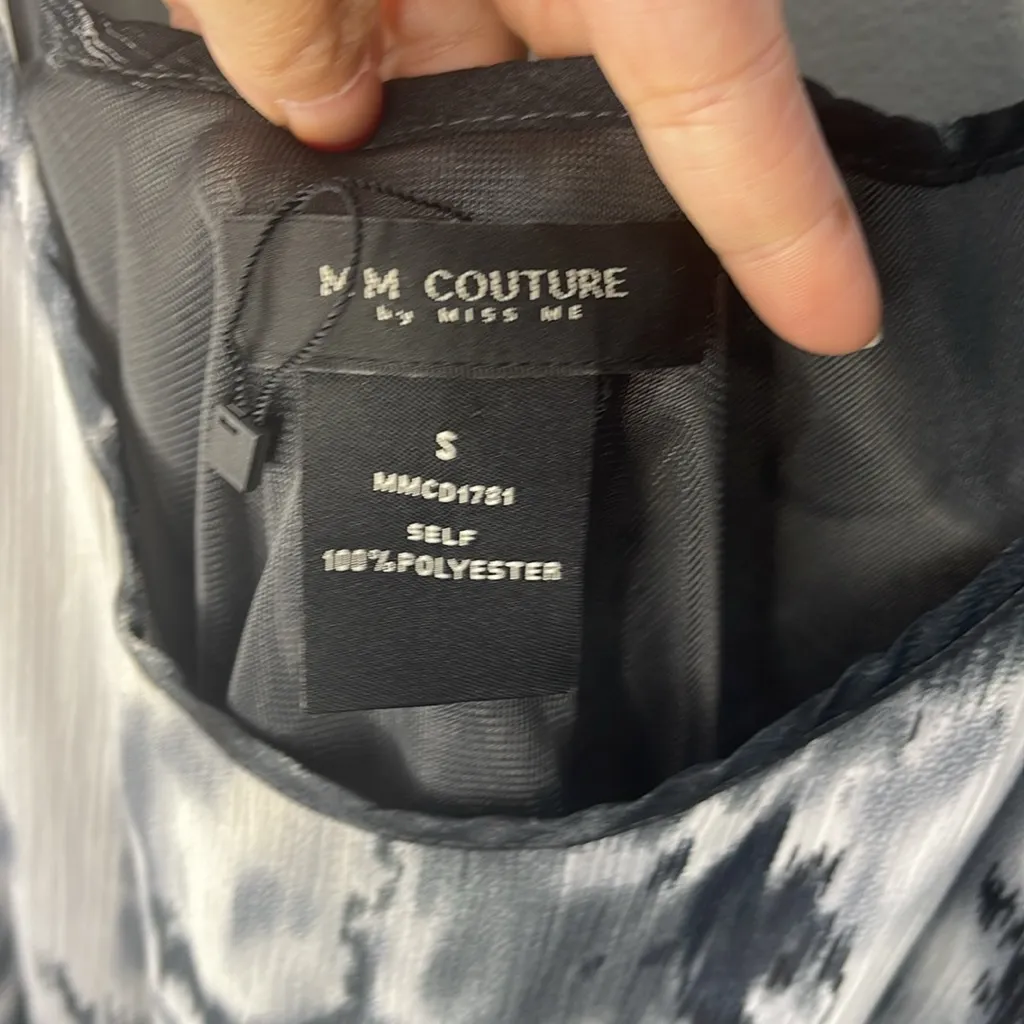 MM COUTURE
by MISS ME
S
MMCD1781
SELF
100%POLYESTER